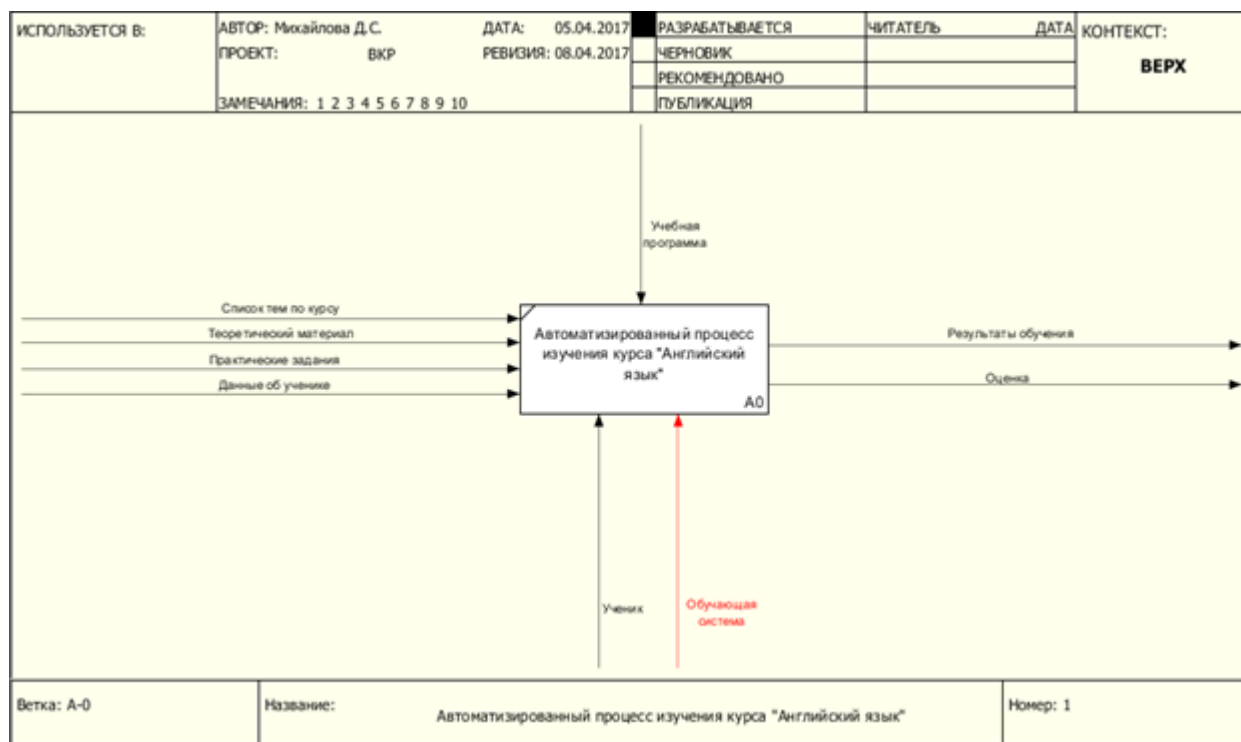 ИСПОЛЬЗУЕТСЯ В:
АВТОР: Михайлова Д.С.
ДАТА: 05.04.2017
ПРОЕКТ: ВКР
РЕВИЗИЯ: 08.04.2017
ЗАМЕЧАНИЯ: 1 2 3 4 5 6 7 8 9 10
РАЗРАБАТЫВАЕТСЯ
ЧЕРНОВИК
РЕКОМЕНДОВАНО
ПУБЛИКАЦИЯ
ЧИТАТЕЛЬ
ДАТА
КОНТЕКСТ:
ВЕРХ
Учебная
программа
Список тем по курсу
Теоретический материал
Практические задания
Данные об ученике
Автоматизированный процесс
изучения курса "Английский
язык"
A0
Результаты обучения
Оценка
Ученик
Обучающая
система
Ветка: A-0
Название:
Автоматизированный процесс изучения курса "Английский язык"
Номер: 1